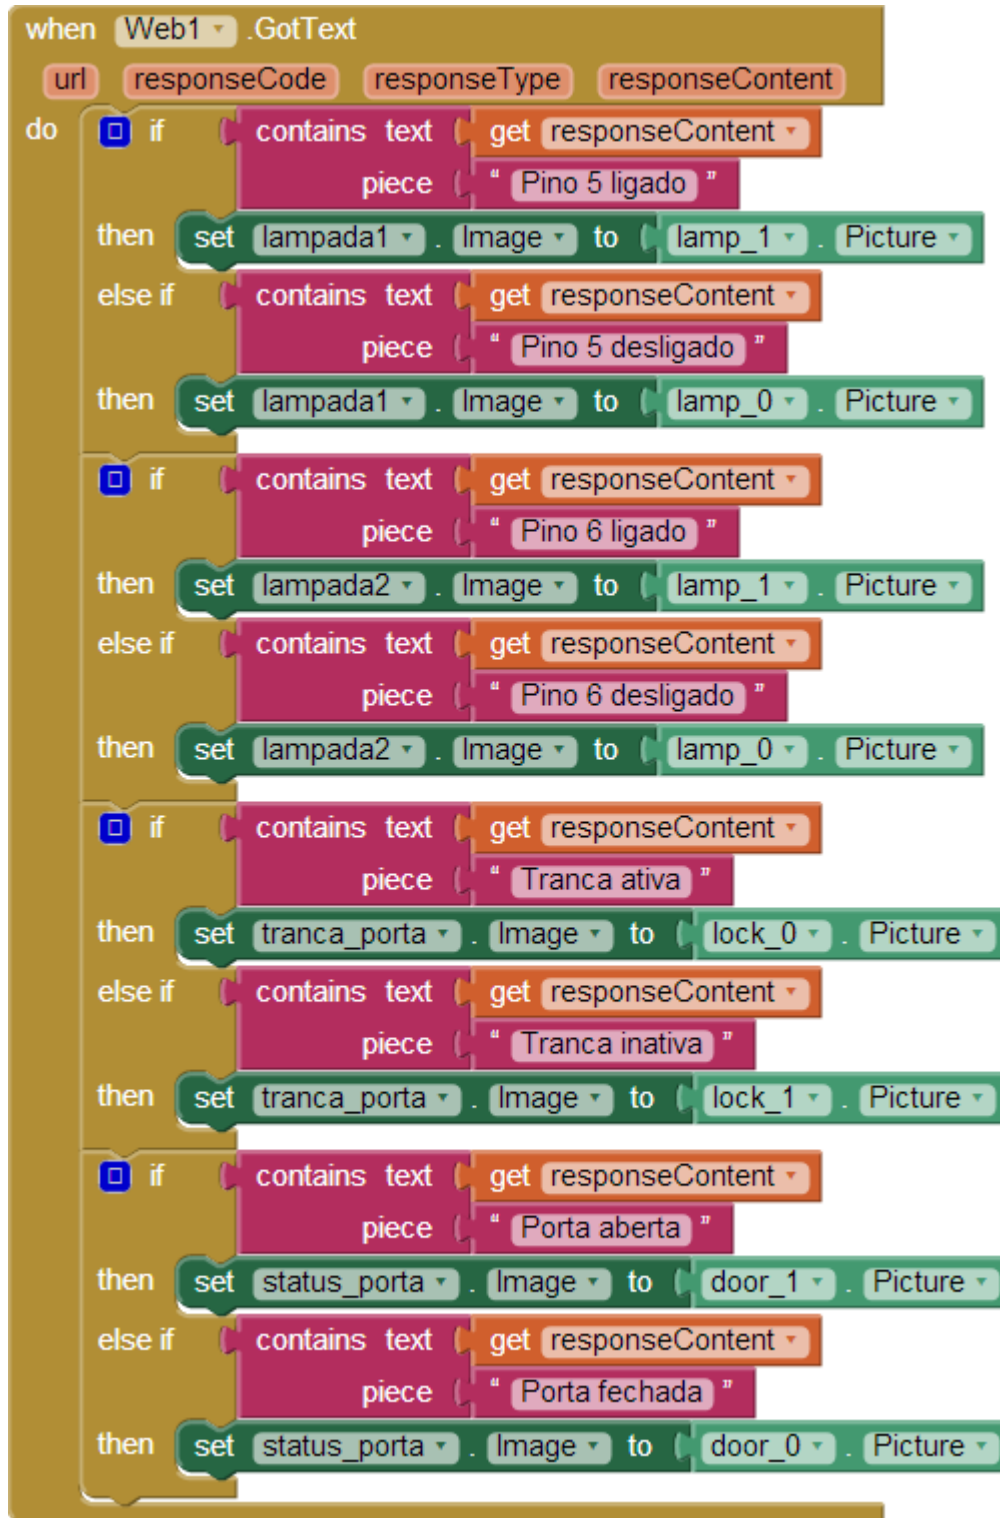 when Web1 .GotText
url responseCode responseType responseContent
do if contains text get responseContent
piece “ Pino 5 ligado ”
then set lampada1 . Image to lamp_1 . Picture
else if contains text get responseContent
piece “ Pino 5 desligado ”
then set lampada1 . Image to lamp_0 . Picture
if contains text get responseContent
piece “ Pino 6 ligado ”
then set lampada2 . Image to lamp_1 . Picture
else if contains text get responseContent
piece “ Pino 6 desligado ”
then set lampada2 . Image to lamp_0 . Picture
if contains text get responseContent
piece “ Tranca ativa ”
then set tranca_porta . Image to lock_0 . Picture
else if contains text get responseContent
piece “ Tranca inativa ”
then set tranca_porta . Image to lock_1 . Picture
if contains text get responseContent
piece “ Porta aberta ”
then set status_porta . Image to door_1 . Picture
else if contains text get responseContent
piece “ Porta fechada ”
then set status_porta . Image to door_0 . Picture